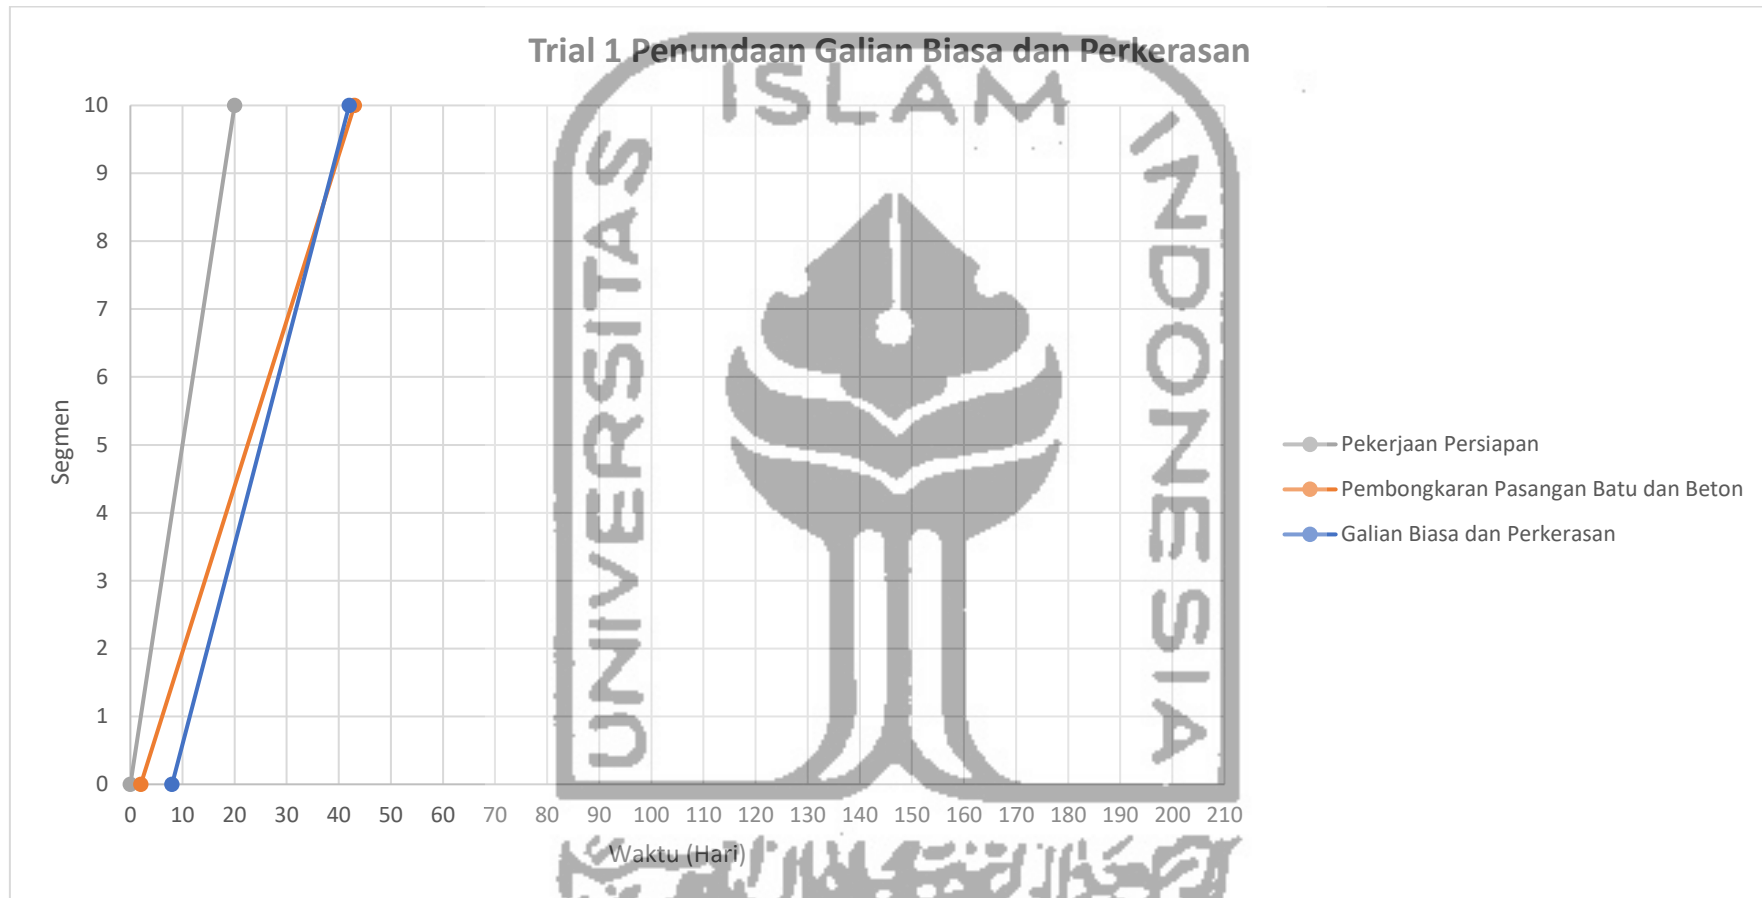 Trial 1 Penundaan Galian Biasa dan Perkerasan
ISLAM
UNIVERSITAS
INDONESIA
10
9
8
7
6
5
4
3
2
1
0
Segmen
0 10 20 30 40 50 60 70 80 90 100 110 120 130 140 150 160 170 180 190 200 210
Waktu (Hari)
Pekerjaan Persiapan
Pembongkaran Pasangan Batu dan Beton
Galian Biasa dan Perkerasan